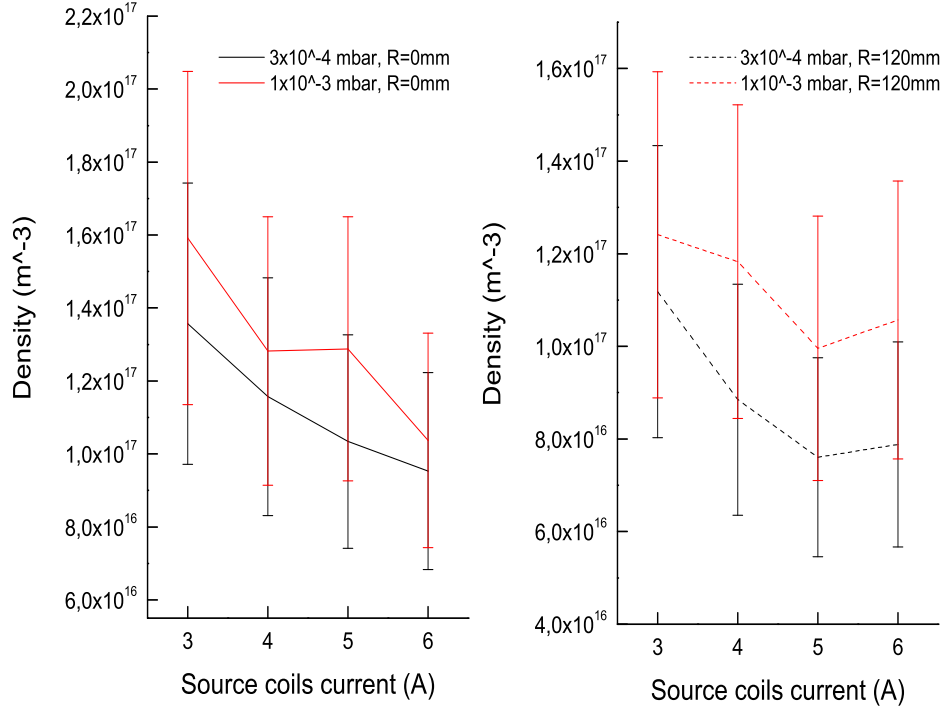 2,2x10^17
2,0x10^17
1,8x10^17
1,6x10^17
1,4x10^17
1,2x10^17
1,0x10^17
8,0x10^16
6,0x10^16
Density (m^-3)
3x10^-4 mbar, R=0mm
1x10^-3 mbar, R=0mm
3 4 5 6
Source coils current (A)
1,6x10^17
1,4x10^17
1,2x10^17
1,0x10^17
8,0x10^16
6,0x10^16
4,0x10^16
Density (m^-3)
3x10^-4 mbar, R=120mm
1x10^-3 mbar, R=120mm
3 4 5 6
Source coils current (A)